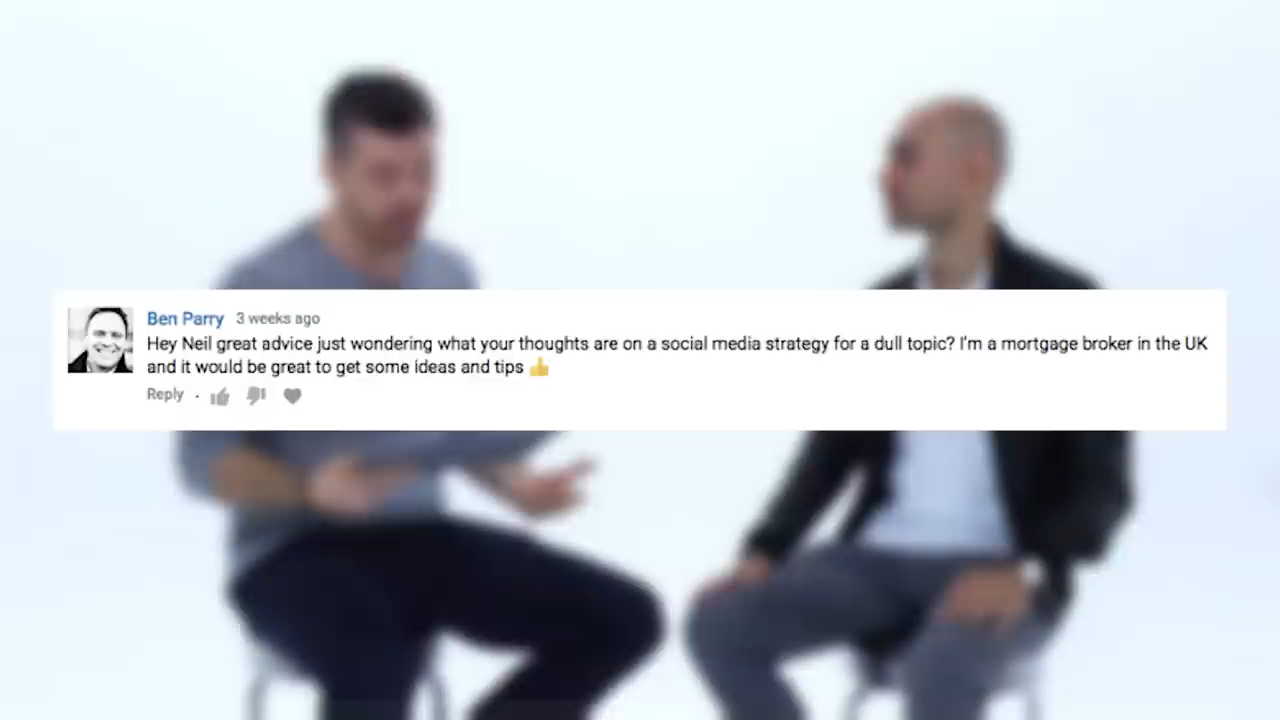 Ben Parry 3 weeks ago
Hey Neil great advice just wondering what your thoughts are on a social media strategy for a dull topic? I'm a mortgage broker in the UK
and it would be great to get some ideas and tips 👍
Reply ·